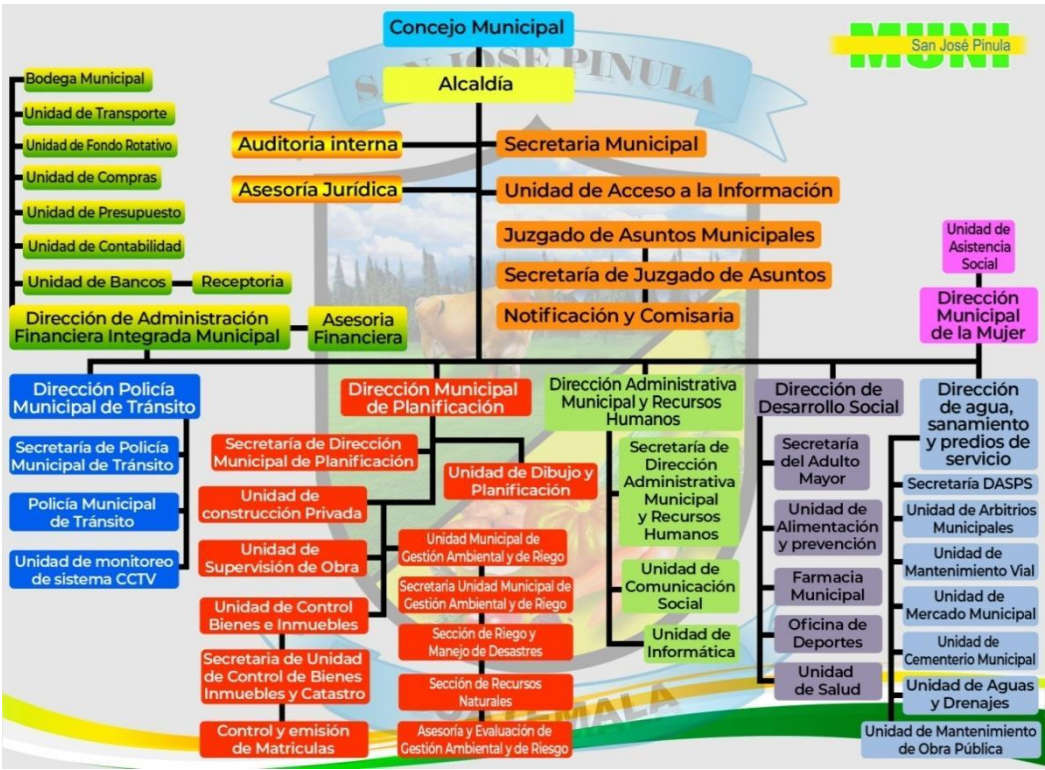 Concejo Municipal
MUNI
San José Pinula
SAN JOSE PINULA
Alcaldía
Bodega Municipal
Unidad de Transporte
Unidad de Fondo Rotativo
Unidad de Compras
Unidad de Presupuesto
Unidad de Contabilidad
Unidad de Bancos
Receptoria
Dirección de Administración
Financiera Integrada Municipal
Asesoria
Financiera
Auditoria interna
Asesoría Jurídica
Secretaria Municipal
Unidad de Acceso a la Información
Juzgado de Asuntos Municipales
Secretaría de Juzgado de Asuntos
Notificación y Comisaria
Unidad de
Asistencia
Social
Dirección
Municipal
de la Mujer
Dirección Policía
Municipal de Tránsito
Secretaría de Policía
Municipal de Tránsito
Policía Municipal
de Tránsito
Unidad de monitoreo
de sistema CCTV
Dirección Municipal
de Planificación
Secretaría de Dirección
Municipal de Planificación
Unidad de Dibujo y
Planificación
Unidad de
construcción Privada
Unidad de
Supervisión de Obra
Unidad de Control
Bienes e Inmuebles
Secretaria de Unidad
de Control de Bienes
Inmuebles y Catastro
Control y emisión
de Matriculas
Unidad Municipal de
Gestión Ambiental y de Riego
Secretaria Unidad Municipal de
Gestión Ambiental y de Riego
Sección de Riego y
Manejo de Desastres
Sección de Recursos
Naturales
Asesoría y Evaluación de
Gestión Ambiental y de Riesgo
Dirección Administrativa
Municipal y Recursos
Humanos
Secretaría de
Dirección
Administrativa
Municipal
y Recursos
Humanos
Unidad de
Comunicación
Social
Unidad de
Informática
Dirección de
Desarrollo Social
Secretaría
del Adulto
Mayor
Unidad de
Alimentación
y prevención
Farmacia
Municipal
Oficina de
Deportes
Unidad
de Salud
Dirección
de agua,
sanamiento
y predios de
servicio
Secretaría DASPS
Unidad de Arbitrios
Municipales
Unidad de
Mantenimiento Vial
Unidad de
Mercado Municipal
Unidad de
Cementerio Municipal
Unidad de Aguas
y Drenajes
Unidad de Mantenimiento
de Obra Pública
GUATEMALA